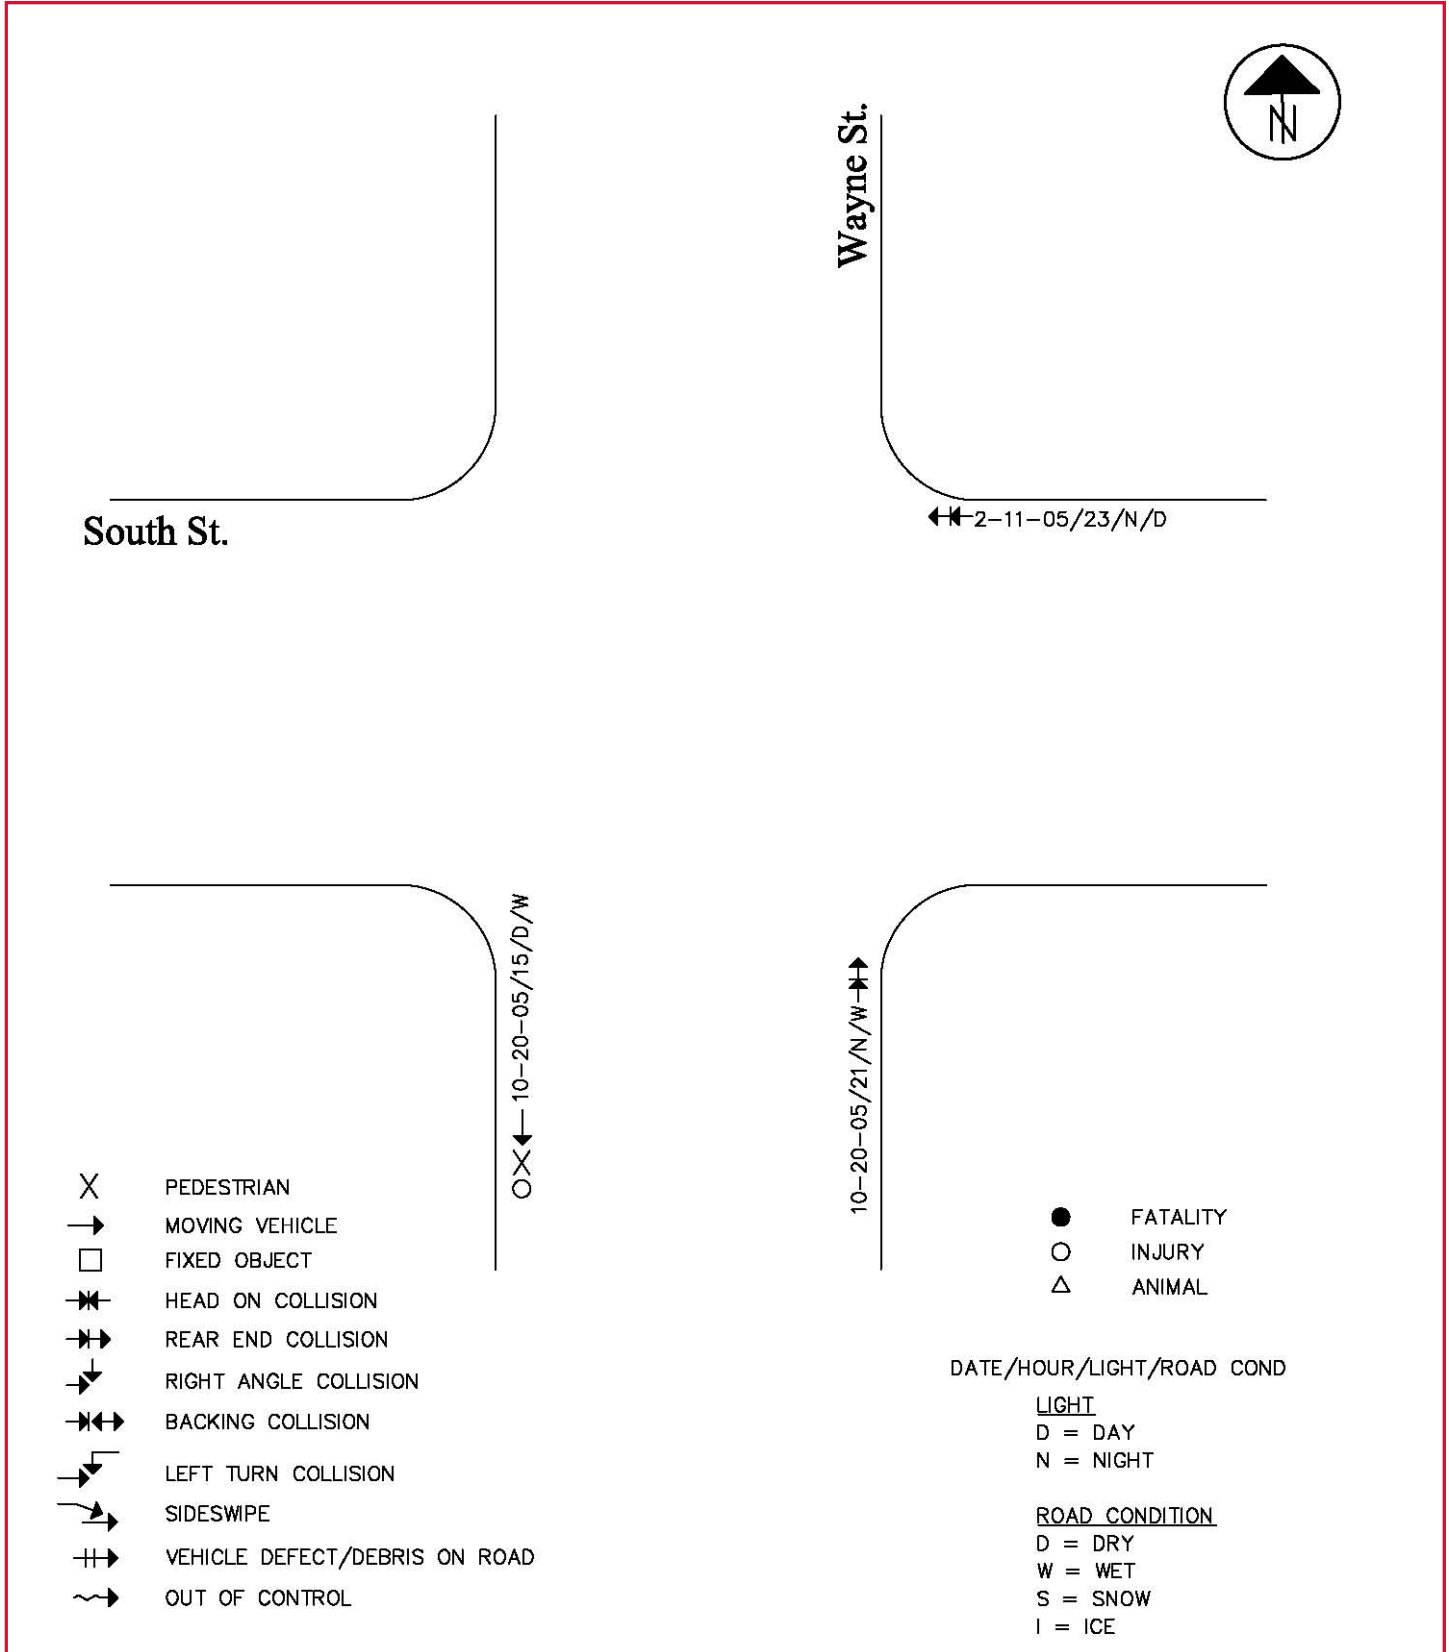 N
Wayne St.
South St.
2-11-05/23/N/D
10-20-05/15/D/W
10-20-05/21/N/W
X PEDESTRIAN
MOVING VEHICLE
FIXED OBJECT
HEAD ON COLLISION
REAR END COLLISION
RIGHT ANGLE COLLISION
BACKING COLLISION
LEFT TURN COLLISION
SIDESWIPE
VEHICLE DEFECT/DEBRIS ON ROAD
OUT OF CONTROL
FATALITY
INJURY
ANIMAL
DATE/HOUR/LIGHT/ROAD COND
LIGHT
D = DAY
N = NIGHT
ROAD CONDITION
D = DRY
W = WET
S = SNOW
I = ICE